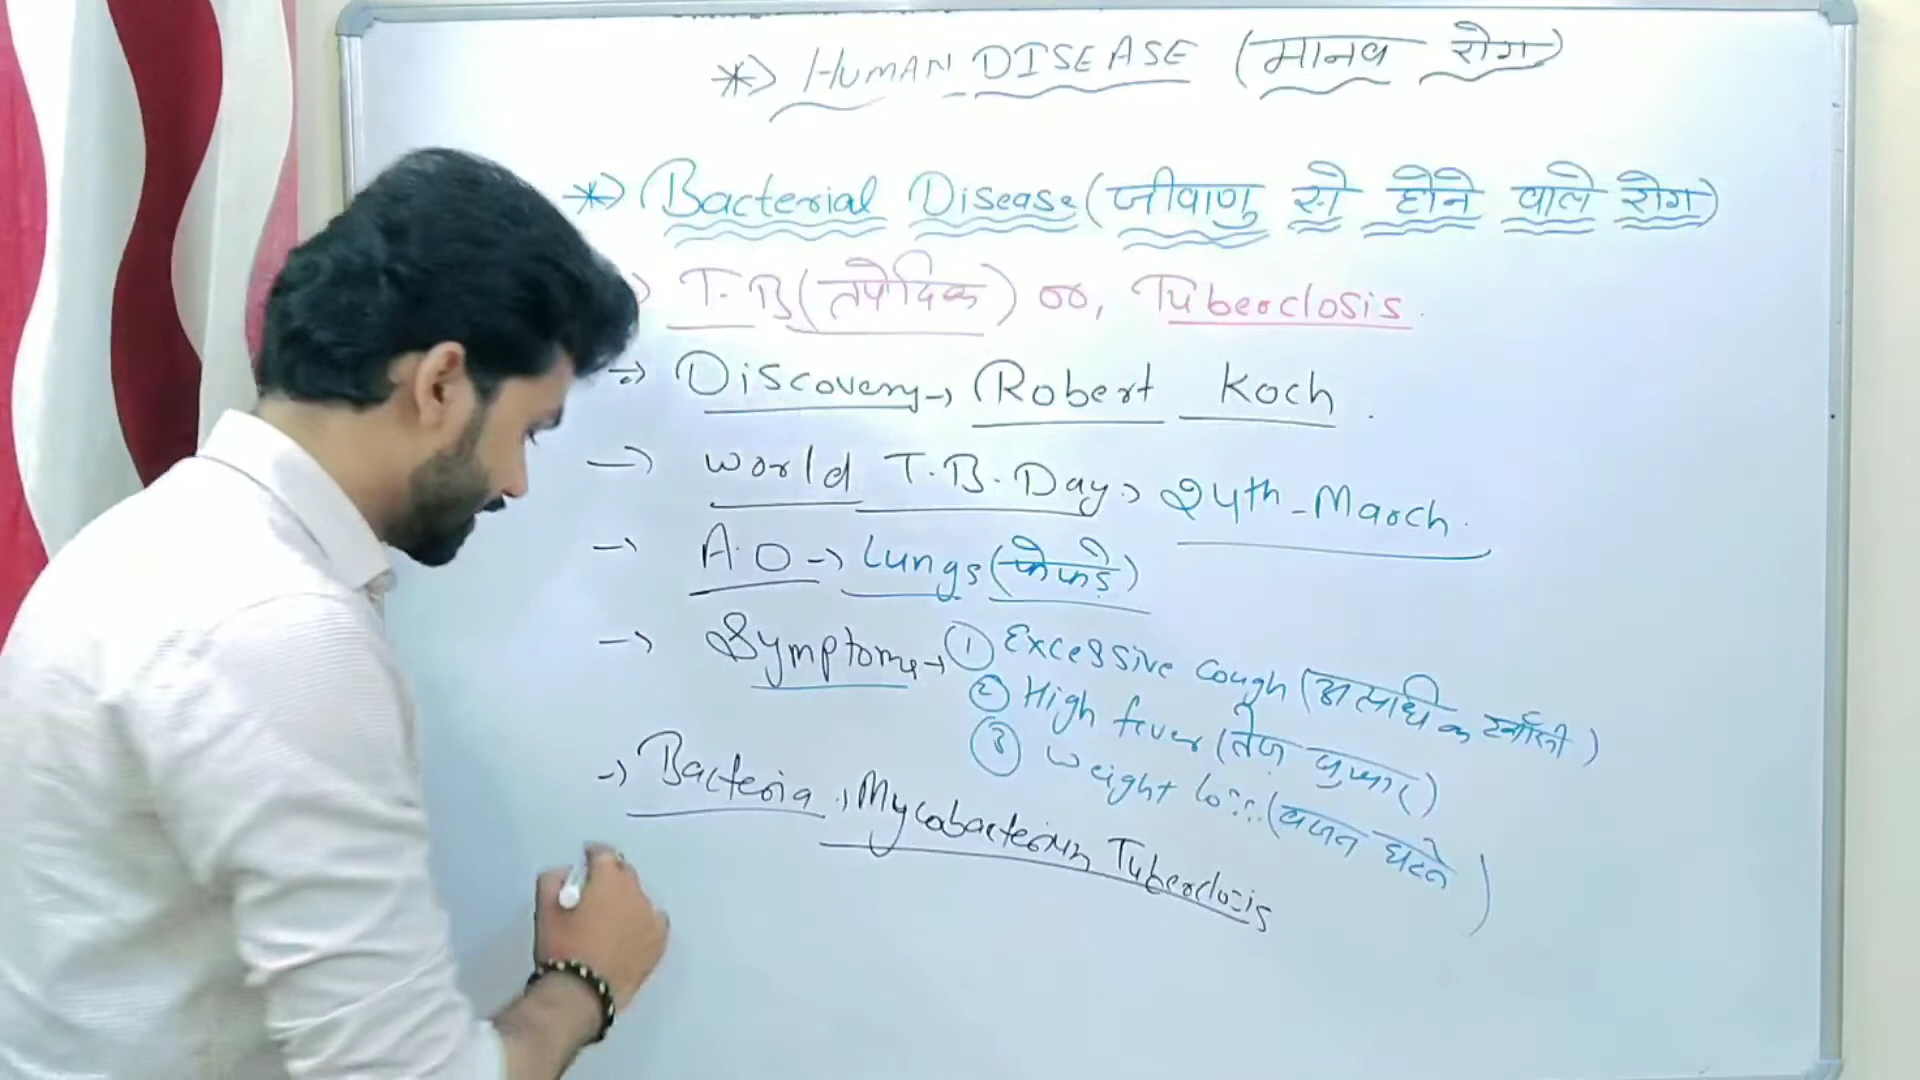 *> HUMAN DISEASE (मानव रोग)
*> Bacterial Disease (जीवाणु से होने वाले रोग)
> T.B (तपेदिक) or, Tuberclosis.
-> Discovery -> Robert Koch.
-> World T.B. Day > 24th - March.
-> A.O -> Lungs (फेफड़े)
-> Symptoms -> ① Excessive Cough (अत्यधिक खाँसी)
② High fever (तेज़ बुखार)
③ Weight loss (वजन घटने)
-> Bacteria -> Mycobacterium Tuberclosis